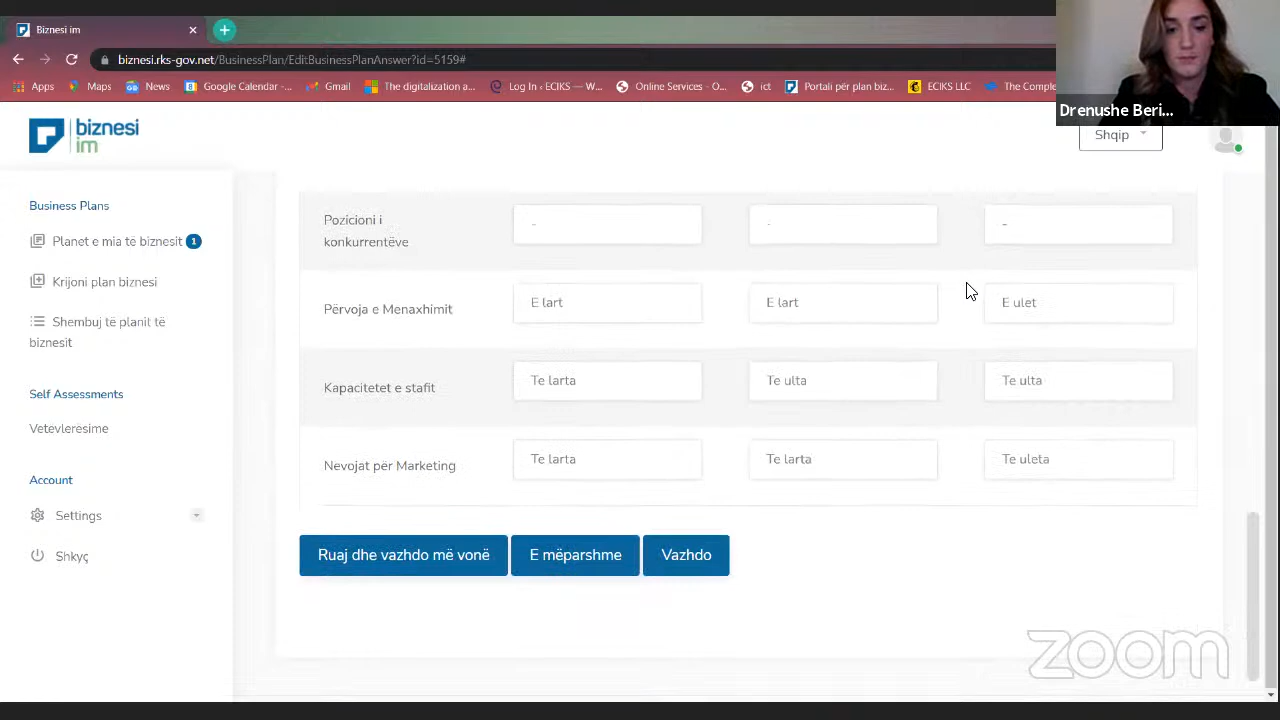 Biznesi im
biznesi.rks-gov.net/BusinessPlan/EditBusinessPlanAnswer?id=5159#
Apps Maps News Google Calendar -... Gmail The digitalization a... Log In ‹ ECIKS — W... Online Services - O... ict Portali për plan biz... ECIKS LLC The Comple
Drenushe Beri...
biznesi
im
Shqip
Business Plans
Planet e mia të biznesit 1
Krijoni plan biznesi
Shembuj të planit të
biznesit
Self Assessments
Vetevlerësime
Account
Settings
Shkyç
Pozicioni i
konkurrentëve - - -
Përvoja e Menaxhimit E lart E lart E ulet
Kapacitetet e stafit Te larta Te ulta Te ulta
Nevojat për Marketing Te larta Te larta Te uleta
Ruaj dhe vazhdo më vonë E mëparshme Vazhdo
zoom